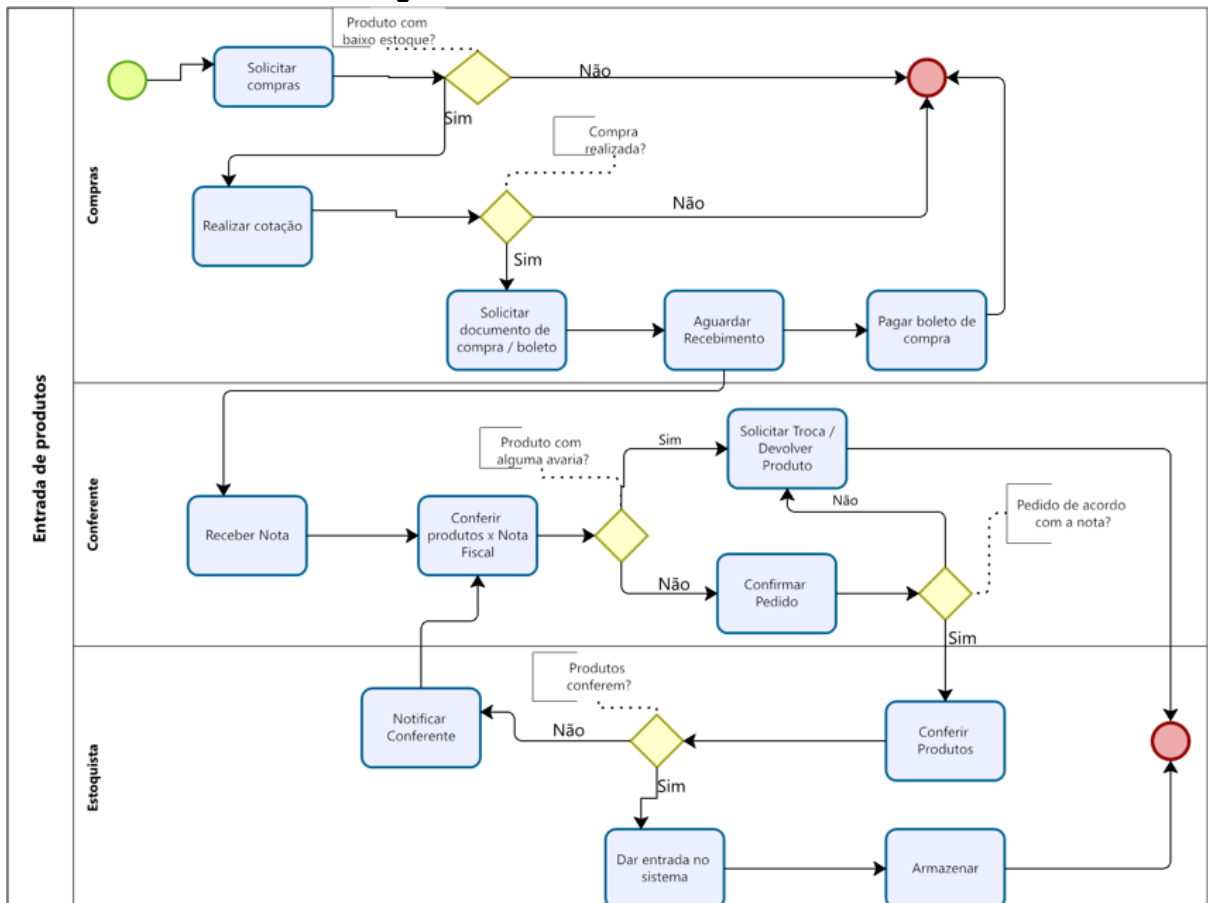 Entrada de produtos
Compras
Produto com
baixo estoque?
Solicitar
compras
Não
Sim
Compra
realizada?
Realizar cotação
Não
Sim
Solicitar
documento de
compra / boleto
Aguardar
Recebimento
Pagar boleto de
compra
Conferente
Produto com
alguma avaria?
Sim
Solicitar Troca /
Devolver
Produto
Não
Pedido de acordo
com a nota?
Receber Nota
Conferir
produtos x Nota
Fiscal
Não
Confirmar
Pedido
Sim
Estoquista
Produtos
conferem?
Notificar
Conferente
Não
Conferir
Produtos
Sim
Dar entrada no
sistema
Armazenar